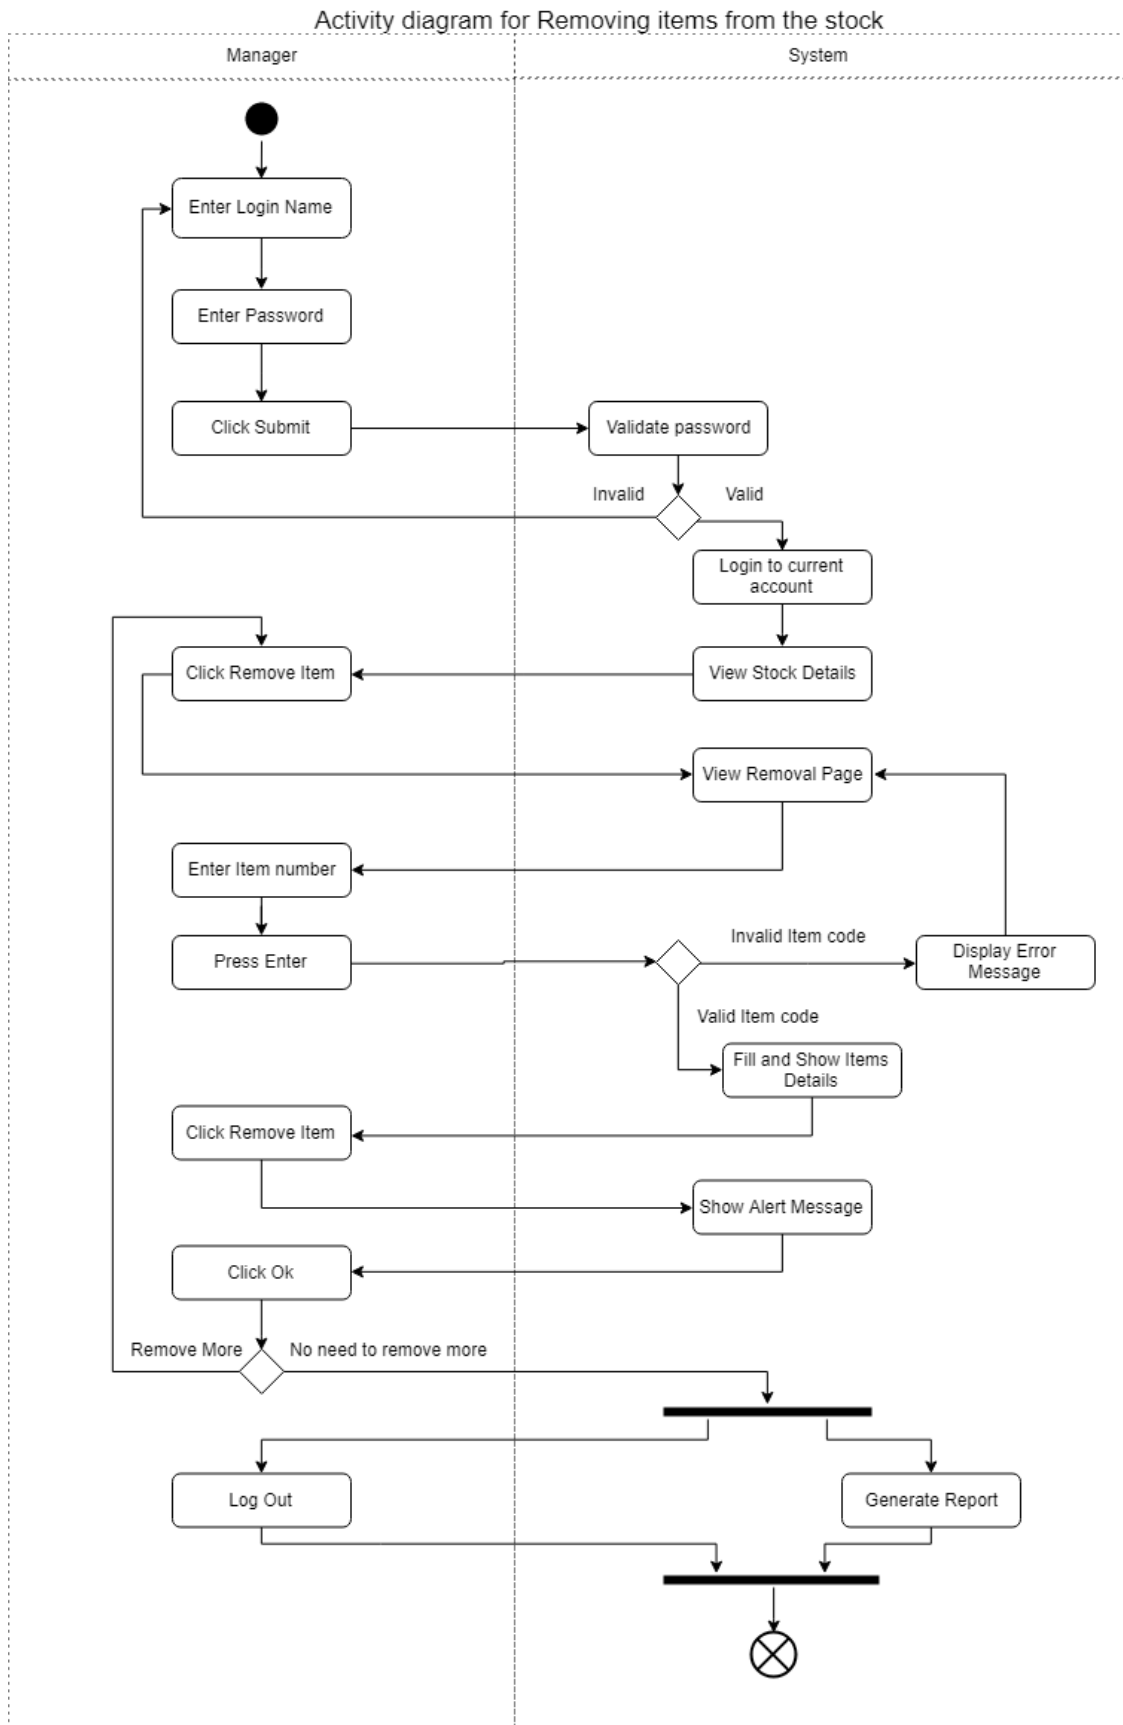 Activity diagram for Removing items from the stock
Manager
System
Enter Login Name
Enter Password
Click Submit
Validate password
Invalid
Valid
Login to current
account
Click Remove Item
View Stock Details
View Removal Page
Enter Item number
Invalid Item code
Press Enter
Display Error
Message
Valid Item code
Fill and Show Items
Details
Click Remove Item
Show Alert Message
Click Ok
Remove More
No need to remove more
Log Out
Generate Report